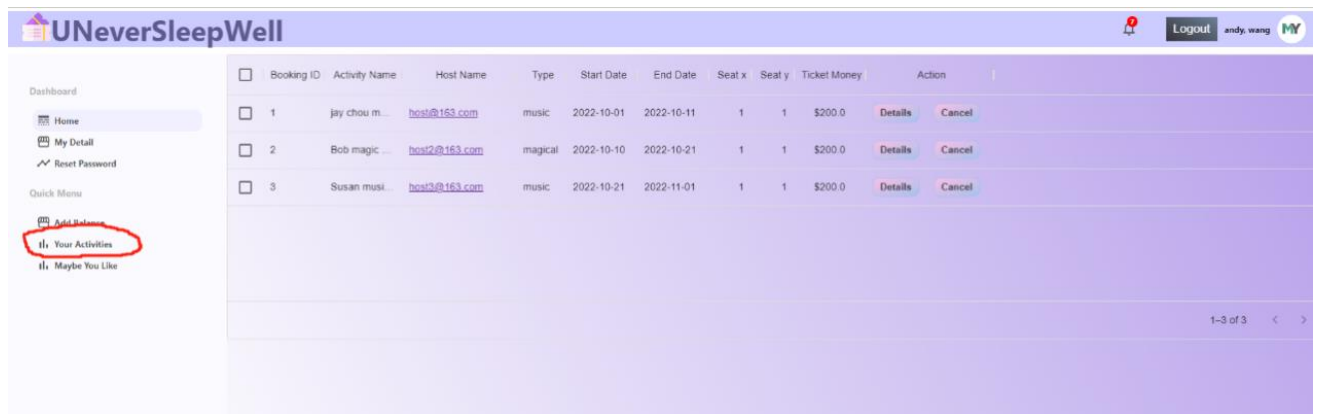 UNeverSleepWell
7
Logout andy. wang MY
Dashboard
Home
My Detail
Reset Password
Quick Menu
Add Balance
Your Activities
Maybe You Like
Booking ID Activity Name Host Name Type Start Date End Date Seat x Seat y Ticket Money Action
1 jay chou m... host@163.com music 2022-10-01 2022-10-11 1 1 $200.0 Details Cancel
2 Bob magic ... host2@163.com magical 2022-10-10 2022-10-21 1 1 $200.0 Details Cancel
3 Susan musi... host3@163.com music 2022-10-21 2022-11-01 1 1 $200.0 Details Cancel
1–3 of 3